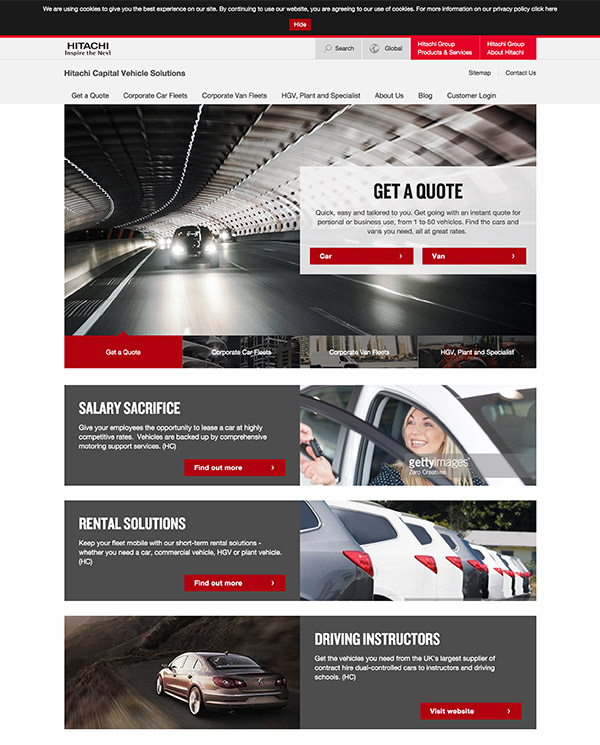 We are using cookies to give you the best experience on our site. By continuing to use our website, you are agreeing to our use of cookies. For more information on our privacy policy click here
Hide
HITACHI
Inspire the Next
Search
Global
Hitachi Group
Products & Services
Hitachi Group
About Hitachi
Hitachi Capital Vehicle Solutions
Sitemap
Contact Us
Get a Quote
Corporate Car Fleets
Corporate Van Fleets
HGV, Plant and Specialist
About Us
Blog
Customer Login
GET A QUOTE
Quick, easy and tailored to you. Get going with an instant quote for
personal or business use, from 1 to 50 vehicles. Find the cars and
vans you need, all at great rates.
Car
Van
Get a Quote
Corporate Car Fleets
Corporate Van Fleets
HGV, Plant and Specialist
SALARY SACRIFICE
Give your employees the opportunity to lease a car at highly
competitive rates. Vehicles are backed up by comprehensive
motoring support services. (HC)
Find out more
gettyimages
Zero Creatives
RENTAL SOLUTIONS
Keep your fleet mobile with our short-term rental solutions -
whether you need a car, commercial vehicle, HGV or plant vehicle.
(HC)
Find out more
DRIVING INSTRUCTORS
Get the vehicles you need from the UK's largest supplier of
contract hire dual-controlled cars to instructors and driving
schools. (HC)
Visit website